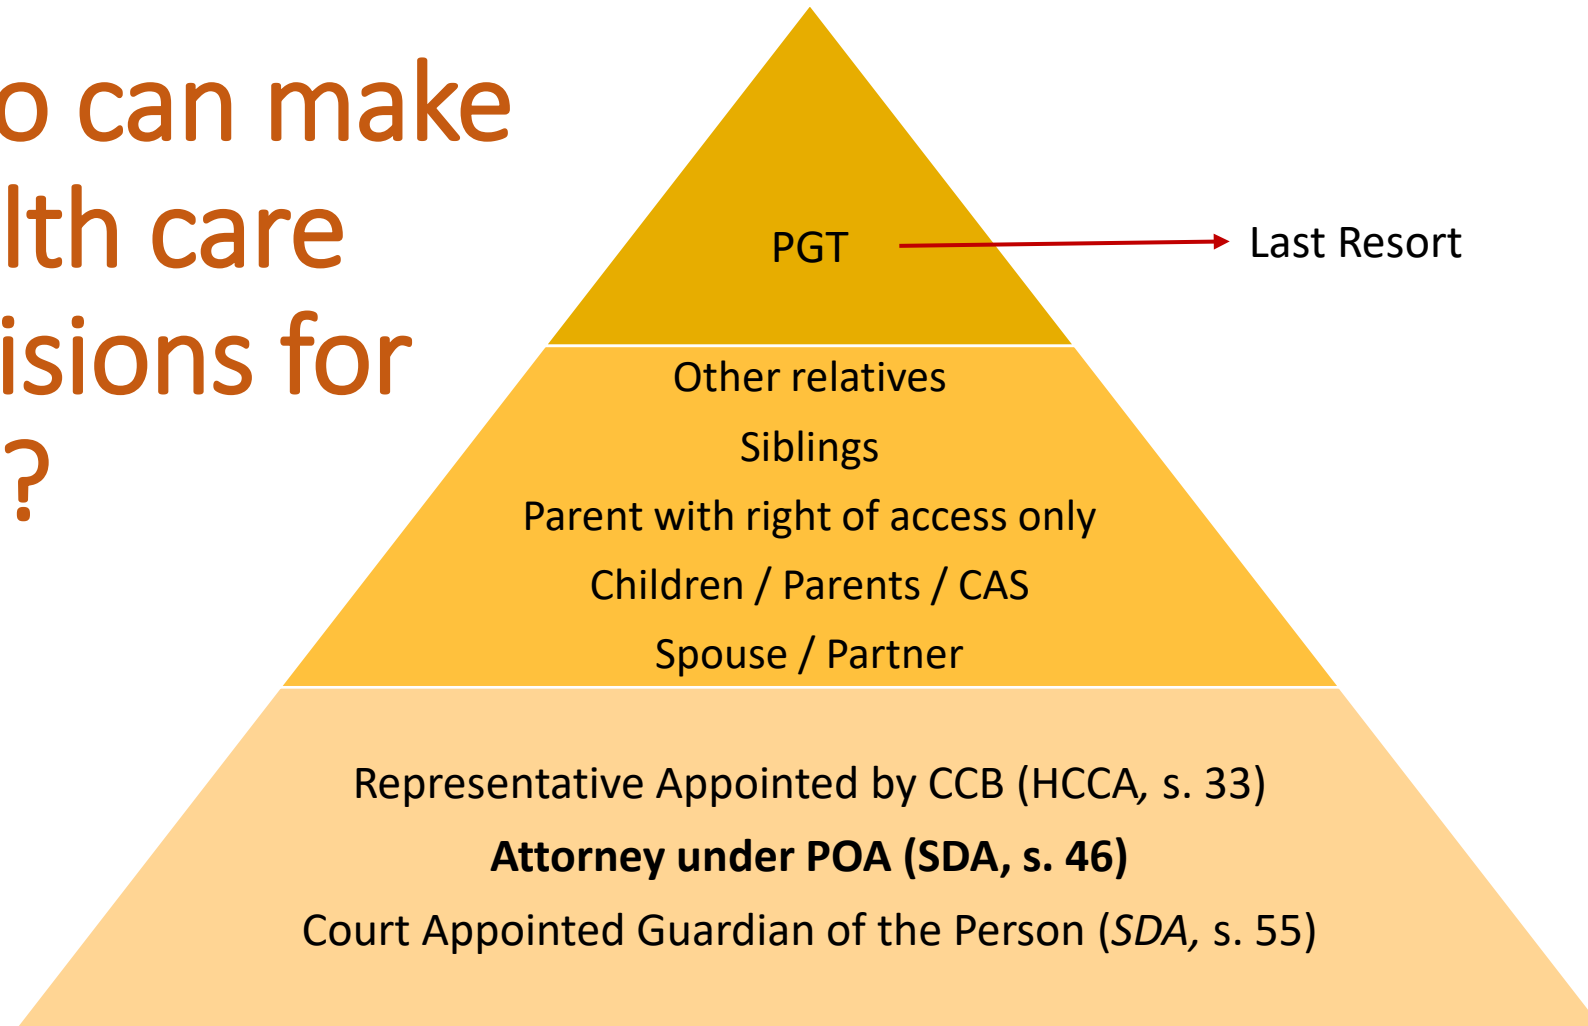 o can make
lth care
isions for
?
PGT
Last Resort
Other relatives
Siblings
Parent with right of access only
Children / Parents / CAS
Spouse / Partner
Representative Appointed by CCB (HCCA, s. 33)
Attorney under POA (SDA, s. 46)
Court Appointed Guardian of the Person (SDA, s. 55)